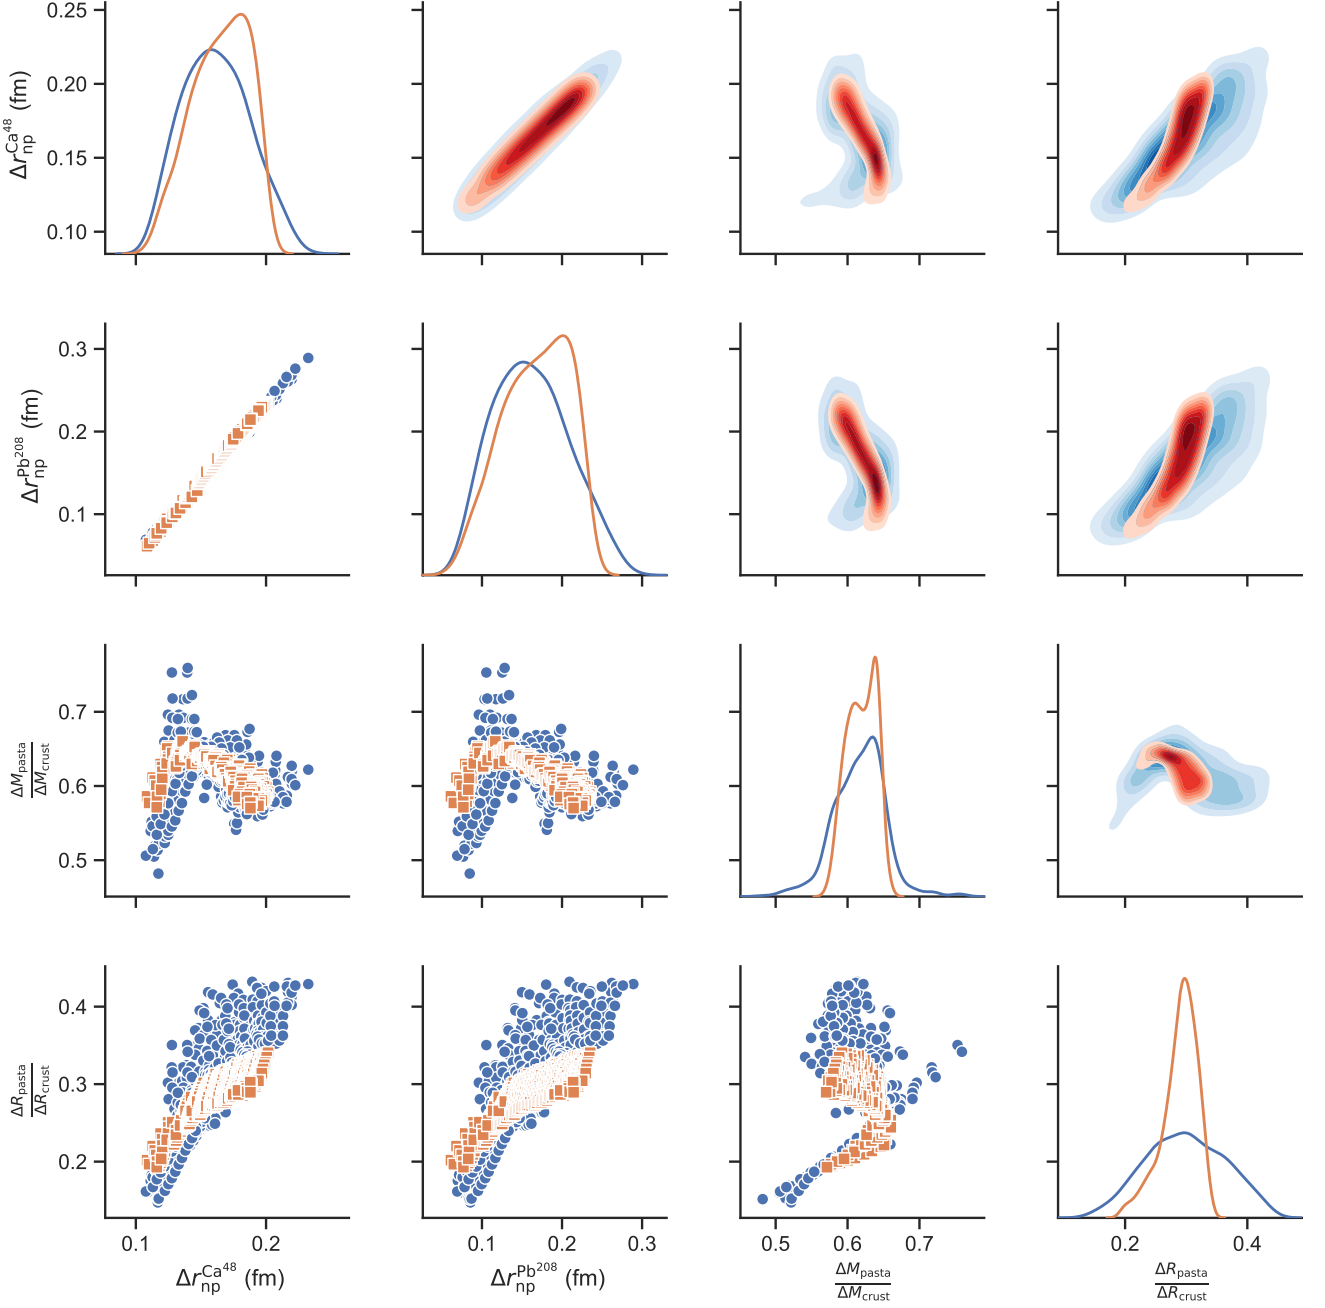 0.25
0.20
0.15
0.10
Δr_np^Ca48 (fm)
0.3
0.2
0.1
Δr_np^Pb208 (fm)
0.7
0.6
0.5
ΔM_pasta
ΔM_crust
0.4
0.3
0.2
ΔR_pasta
ΔR_crust
0.1 0.2 0.1 0.2 0.3 0.5 0.6 0.7 0.2 0.4
Δr_np^Ca48 (fm) Δr_np^Pb208 (fm)
ΔM_pasta ΔR_pasta
ΔM_crust ΔR_crust